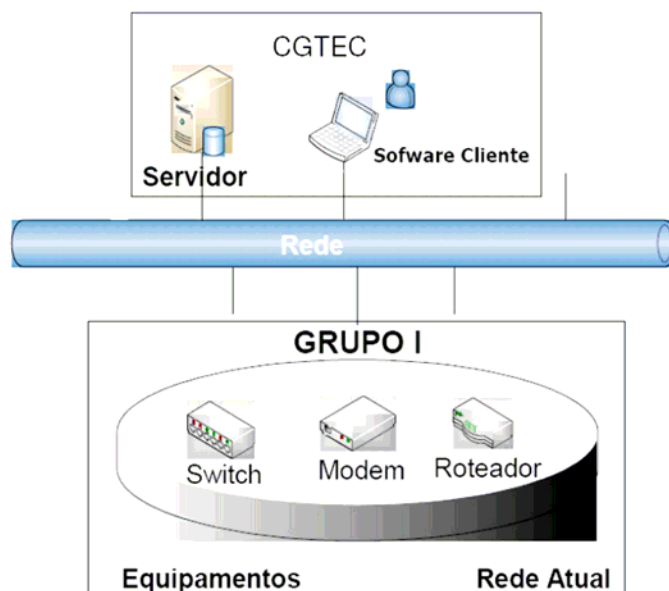 CGTEC
Servidor
Sofware Cliente
Rede
GRUPO I
Switch
Modem
Roteador
Equipamentos
Rede Atual